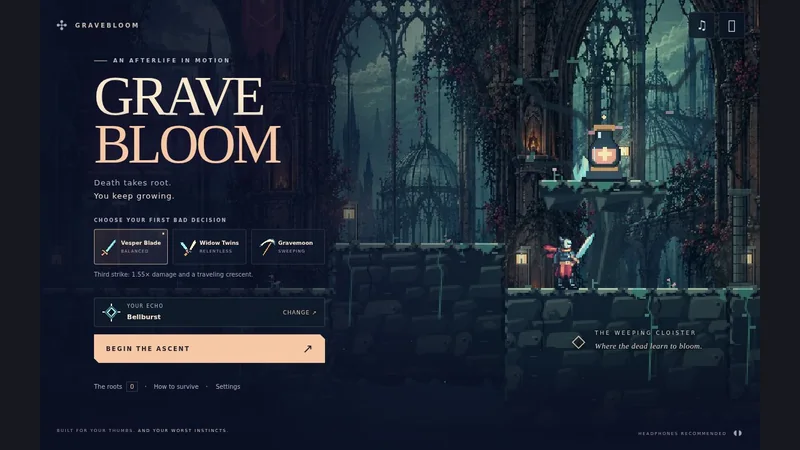 GRAVEBLOOM
AN AFTERLIFE IN MOTION
GRAVE
BLOOM
Death takes root.
You keep growing.
CHOOSE YOUR FIRST BAD DECISION
Vesper Blade
BALANCED
Widow Twins
RELENTLESS
Gravemoon
SWEEPING
Third strike: 1.55× damage and a traveling crescent.
YOUR ECHO
Bellburst
CHANGE ↗
BEGIN THE ASCENT ↗
The roots 0 · How to survive · Settings
THE WEEPING CLOISTER
Where the dead learn to bloom.
BUILT FOR YOUR THUMBS. AND YOUR WORST INSTINCTS.
HEADPHONES RECOMMENDED